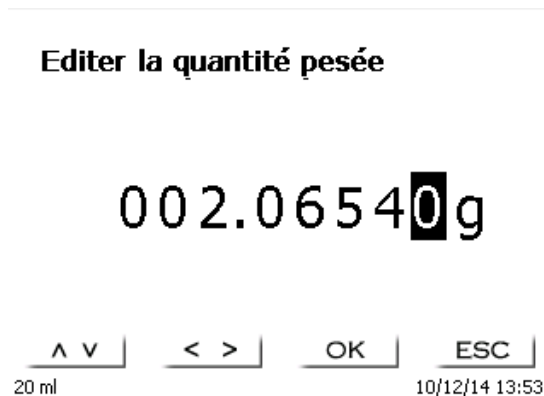 Editer la quantité pesée
002.06540g
∧ ∨ < > OK ESC
20 ml 10/12/14 13:53